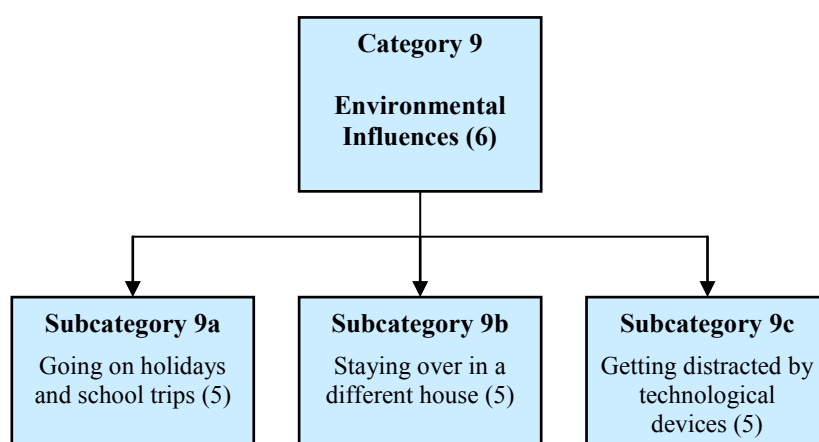 Category 9
Environmental
Influences (6)
Subcategory 9a
Going on holidays
and school trips (5)
Subcategory 9b
Staying over in a
different house (5)
Subcategory 9c
Getting distracted by
technological
devices (5)